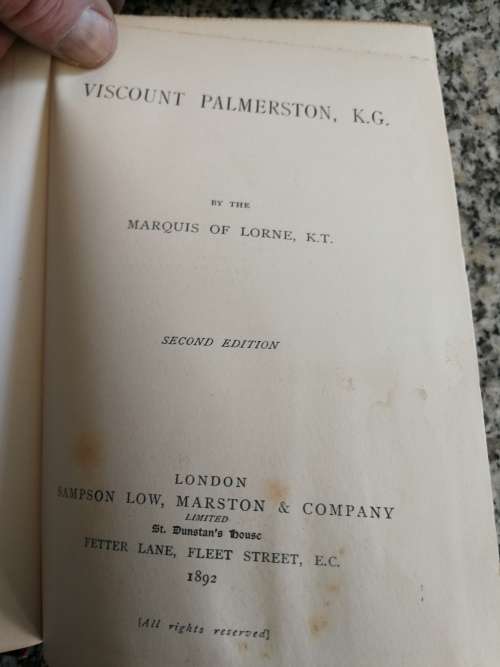 VISCOUNT PALMERSTON, K.G.
BY THE
MARQUIS OF LORNE, K.T.
SECOND EDITION
LONDON
SAMPSON LOW, MARSTON & COMPANY
LIMITED
St. Dunstan's House
FETTER LANE, FLEET STREET, E.C.
1892
[All rights reserved]